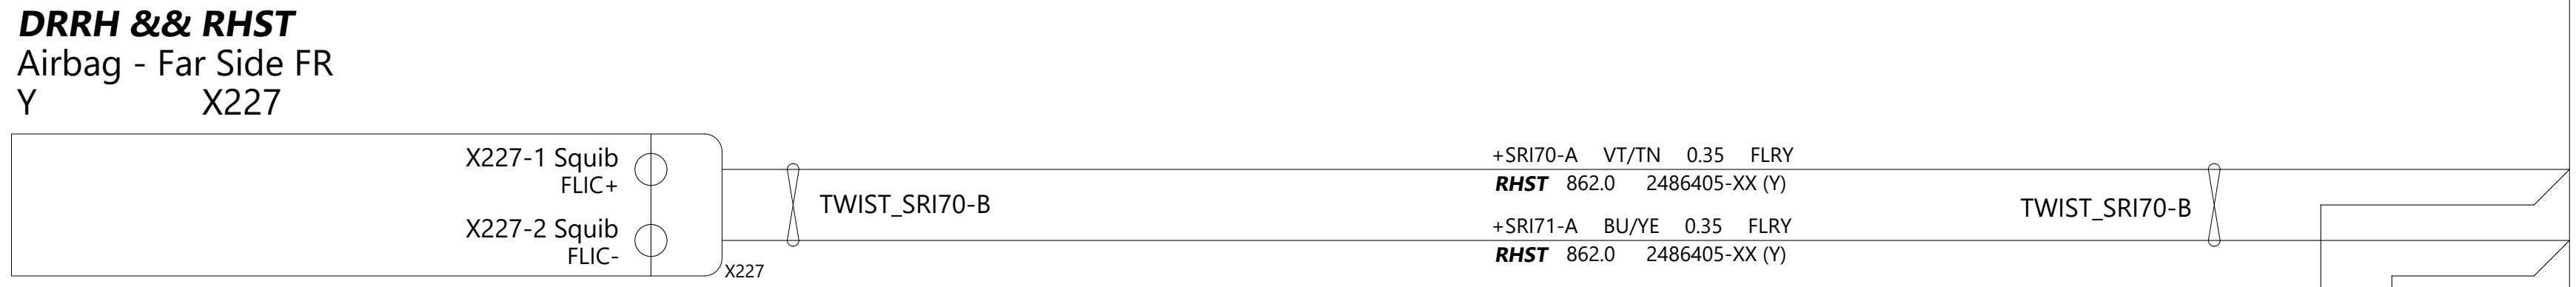 DRRH && RHST
Airbag - Far Side FR
Y X227
X227-1 Squib
FLIC+
X227-2 Squib
FLIC-
X227
TWIST_SRI70-B
+SRI70-A VT/TN 0.35 FLRY
RHST 862.0 2486405-XX (Y)
+SRI71-A BU/YE 0.35 FLRY
RHST 862.0 2486405-XX (Y)
TWIST_SRI70-B